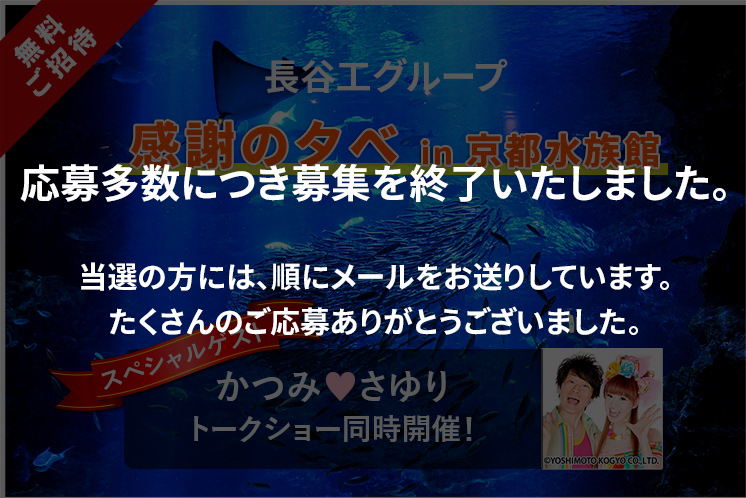 無料
ご招待
長谷工グループ
感謝の夕べ in 京都水族館
応募多数につき募集を終了いたしました。
当選の方には、順にメールをお送りしています。
たくさんのご応募ありがとうございました。
スペシャルゲスト
かつみ♥さゆり
トークショー同時開催!
©YOSHIMOTO KOGYO CO.,LTD.